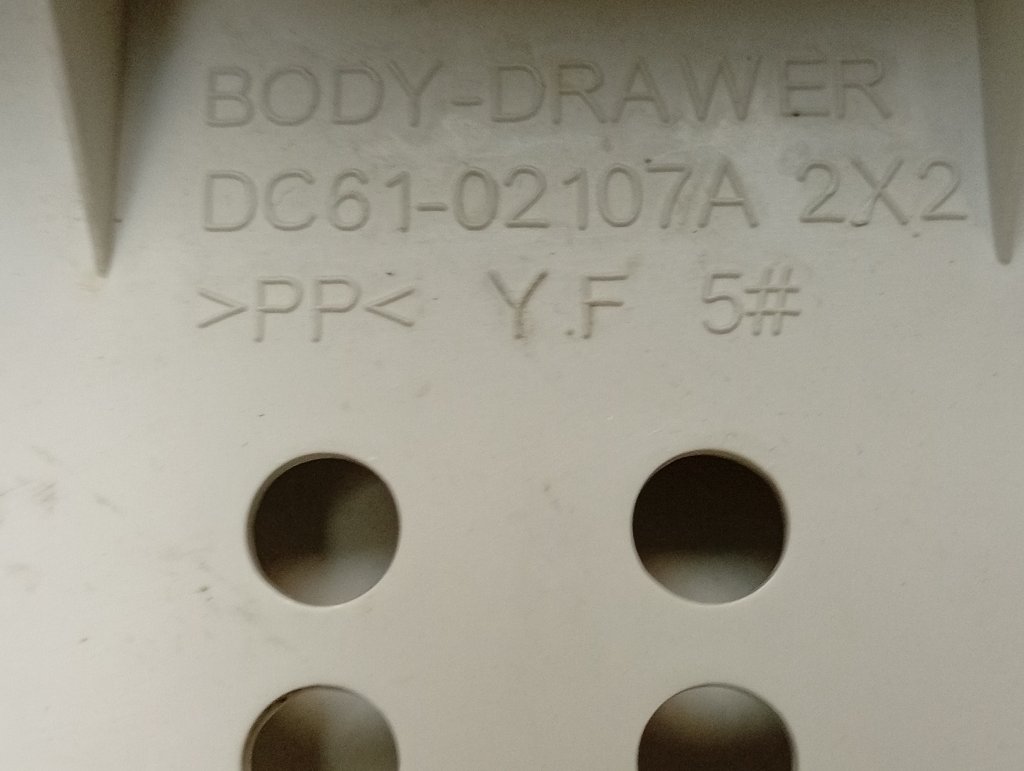 BODY-DRAWER
DC61-02107A 2X2
>PP< Y.F 5#